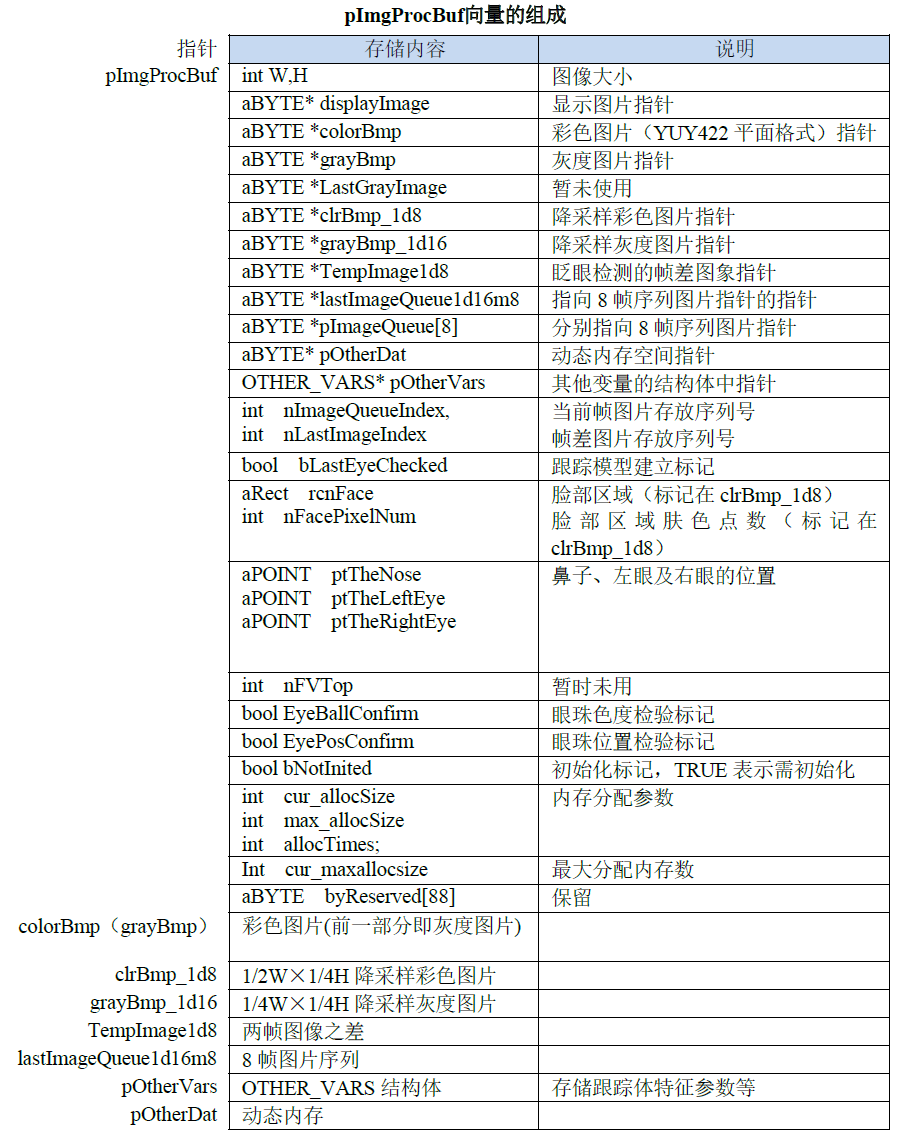 pImgProcBuf向量的组成
指针 存储内容 说明
pImgProcBuf int W,H 图像大小
aBYTE* displayImage 显示图片指针
aBYTE *colorBmp 彩色图片（YUY422 平面格式）指针
aBYTE *grayBmp 灰度图片指针
aBYTE *LastGrayImage 暂未使用
aBYTE *clrBmp_1d8 降采样彩色图片指针
aBYTE *grayBmp_1d16 降采样灰度图片指针
aBYTE *TempImage1d8 眨眼检测的帧差图象指针
aBYTE *lastImageQueue1d16m8 指向 8 帧序列图片指针的指针
aBYTE *pImageQueue[8] 分别指向 8 帧序列图片指针
aBYTE* pOtherDat 动态内存空间指针
OTHER_VARS* pOtherVars 其他变量的结构体中指针
int nImageQueueIndex, 当前帧图片存放序列号
int nLastImageIndex 帧差图片存放序列号
bool bLastEyeChecked 跟踪模型建立标记
aRect rcnFace 脸部区域（标记在 clrBmp_1d8）
int nFacePixelNum 脸部区域肤色点数（标记在
clrBmp_1d8）
aPOINT ptTheNose 鼻子、左眼及右眼的位置
aPOINT ptTheLeftEye
aPOINT ptTheRightEye
int nFVTop 暂时未用
bool EyeBallConfirm 眼珠色度检验标记
bool EyePosConfirm 眼珠位置检验标记
bool bNotInited 初始化标记，TRUE 表示需初始化
int cur_allocSize 内存分配参数
int max_allocSize
int allocTimes;
Int cur_maxallocsize 最大分配内存数
aBYTE byReserved[88] 保留
colorBmp（grayBmp） 彩色图片(前一部分即灰度图片)
clrBmp_1d8 1/2W×1/4H 降采样彩色图片
grayBmp_1d16 1/4W×1/4H 降采样灰度图片
TempImage1d8 两帧图像之差
lastImageQueue1d16m8 8 帧图片序列
pOtherVars OTHER_VARS 结构体 存储跟踪体特征参数等
pOtherDat 动态内存